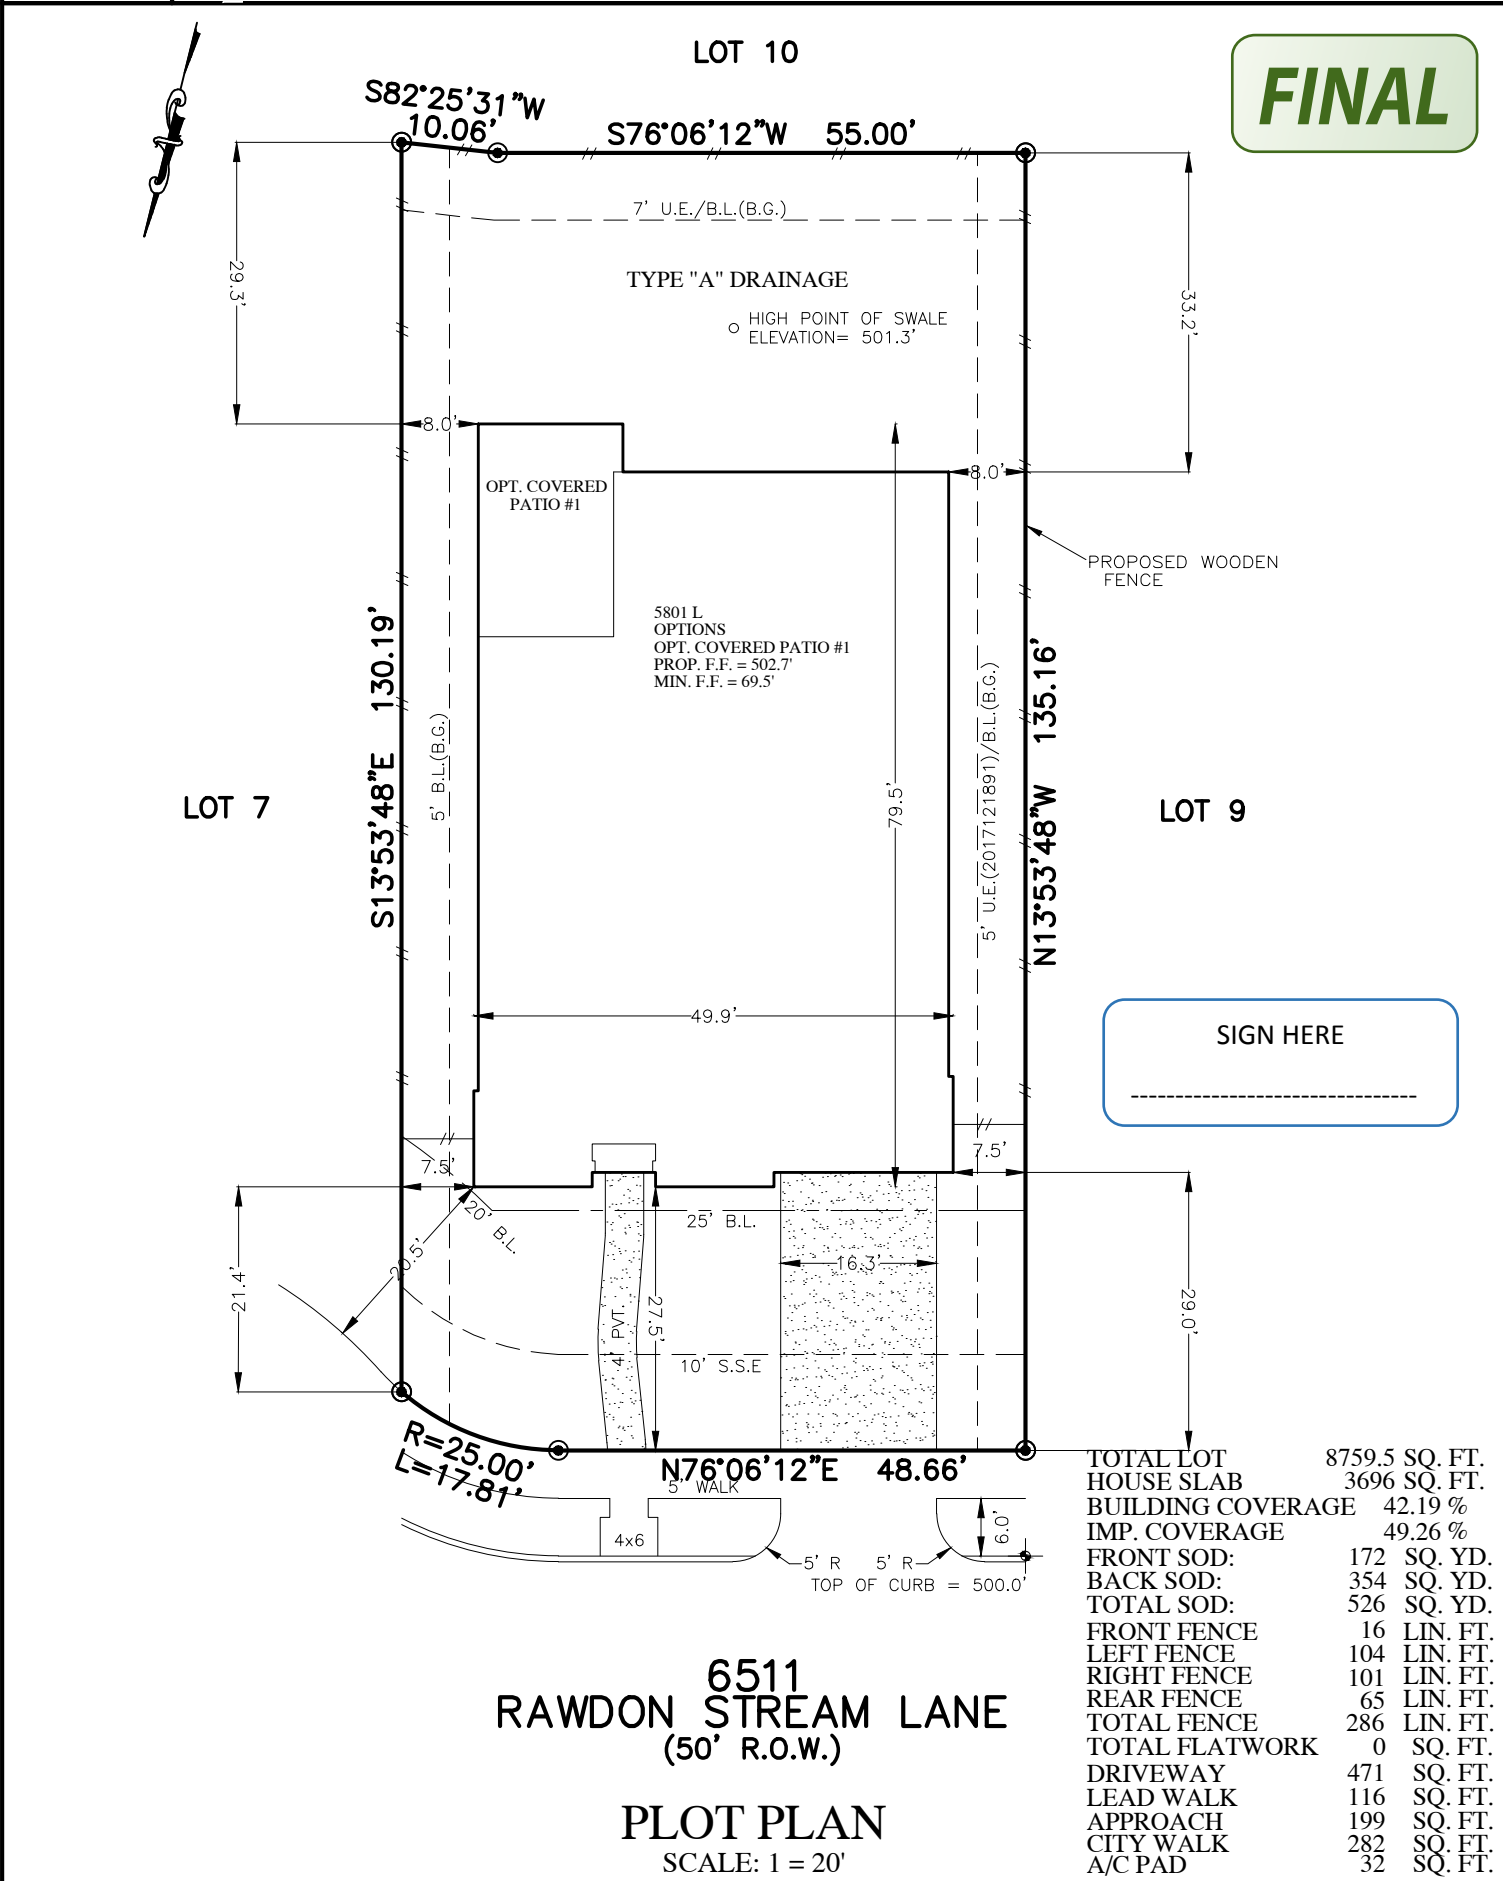 LOT 10
FINAL
S82°25'31"W
10.06'
S76°06'12"W 55.00'
7' U.E./B.L.(B.G.)
29.3'
33.2'
TYPE "A" DRAINAGE
HIGH POINT OF SWALE
ELEVATION= 501.3'
8.0'
8.0'
OPT. COVERED
PATIO #1
PROPOSED WOODEN
FENCE
5801 L
OPTIONS
OPT. COVERED PATIO #1
PROP. F.F. = 502.7'
MIN. F.F. = 69.5'
S13°53'48"E 130.19'
5' B.L.(B.G.)
79.5'
5' U.E.(2017121891)/B.L.(B.G.)
N13°53'48"W 135.16'
LOT 7
LOT 9
49.9'
SIGN HERE
--------------------------------
7.5'
7.5'
20' B.L.
25' B.L.
20.5'
21.4'
16.3'
4' PVT.
27.5'
29.0'
10' S.S.E
R=25.00'
L=17.81'
N76°06'12"E 48.66'
5' WALK
4x6
6.0'
5' R 5' R
TOP OF CURB = 500.0'
TOTAL LOT 8759.5 SQ. FT.
HOUSE SLAB 3696 SQ. FT.
BUILDING COVERAGE 42.19 %
IMP. COVERAGE 49.26 %
FRONT SOD: 172 SQ. YD.
BACK SOD: 354 SQ. YD.
TOTAL SOD: 526 SQ. YD.
FRONT FENCE 16 LIN. FT.
LEFT FENCE 104 LIN. FT.
RIGHT FENCE 101 LIN. FT.
REAR FENCE 65 LIN. FT.
TOTAL FENCE 286 LIN. FT.
TOTAL FLATWORK 0 SQ. FT.
DRIVEWAY 471 SQ. FT.
LEAD WALK 116 SQ. FT.
APPROACH 199 SQ. FT.
CITY WALK 282 SQ. FT.
A/C PAD 32 SQ. FT.
6511
RAWDON STREAM LANE
(50' R.O.W.)
PLOT PLAN
SCALE: 1 = 20'